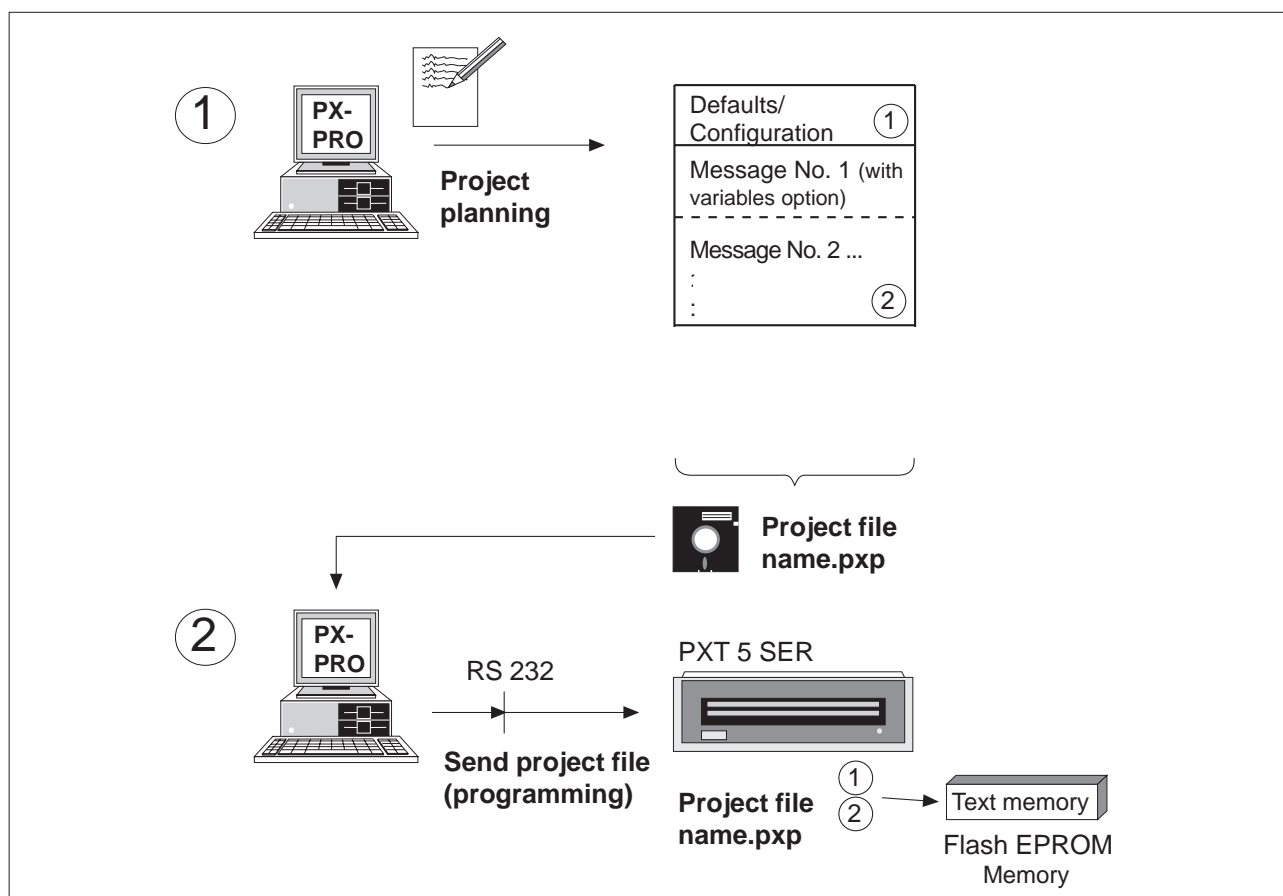 1
PX-
PRO
Project
planning
Defaults/
Configuration
1
Message No. 1 (with
variables option)
Message No. 2 ...
:
:
2
Project file
name.pxp
2
PX-
PRO
RS 232
Send project file
(programming)
PXT 5 SER
Project file
name.pxp
1
2
Text memory
Flash EPROM
Memory